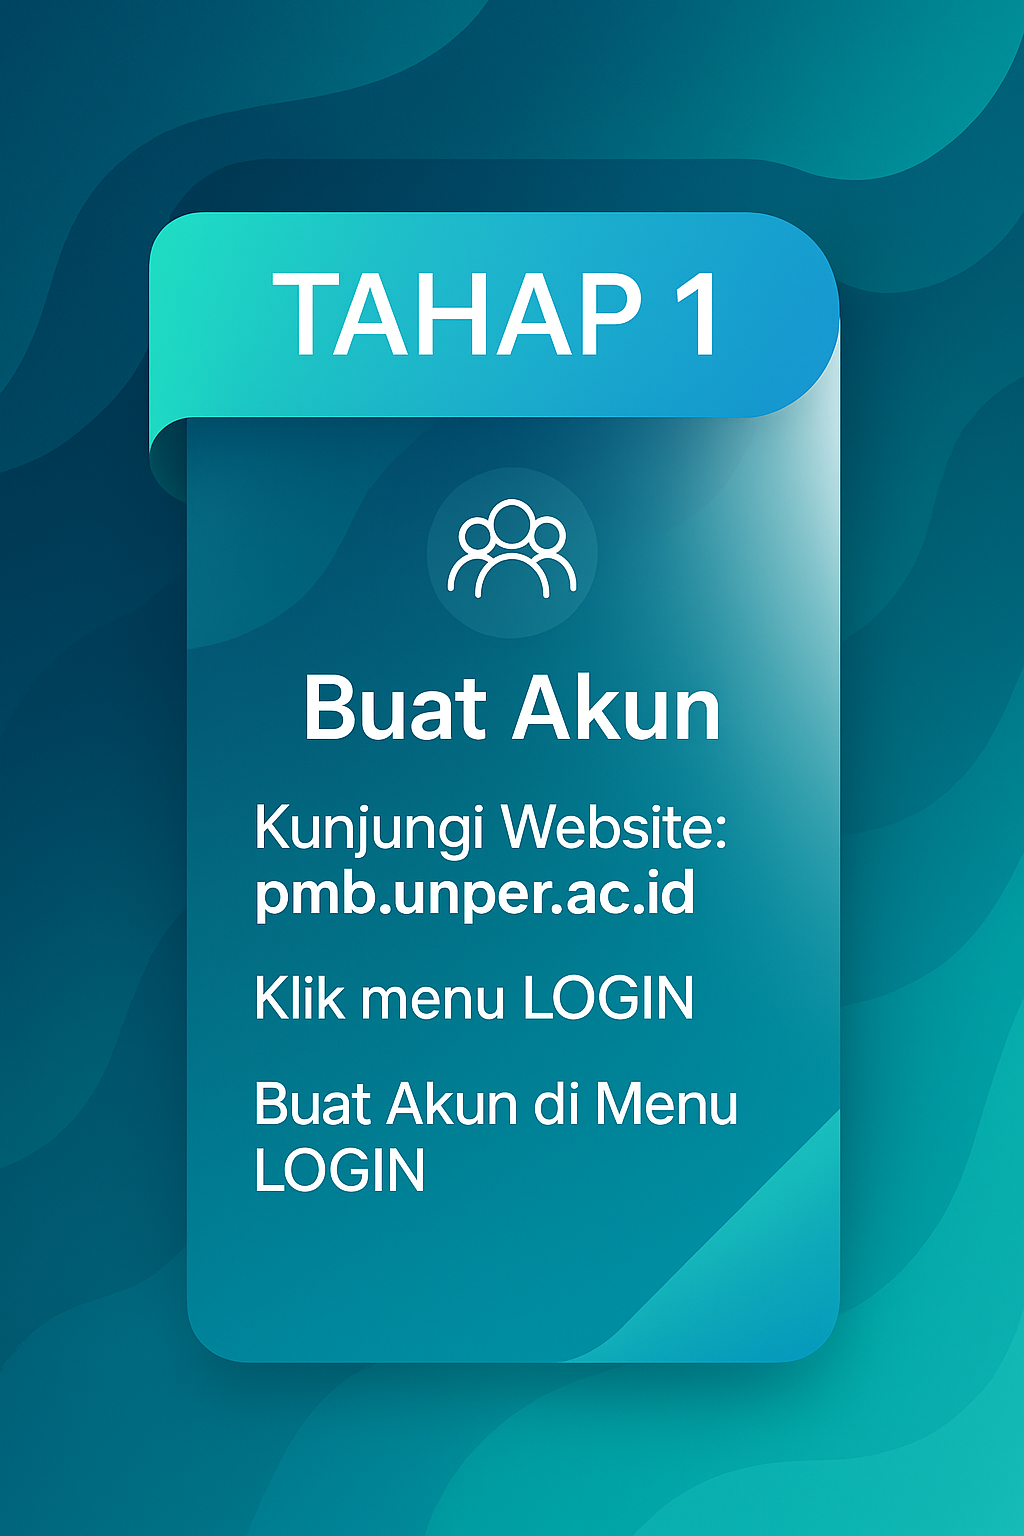 TAHAP 1
Buat Akun
Kunjungi Website:
pmb.unper.ac.id
Klik menu LOGIN
Buat Akun di Menu
LOGIN